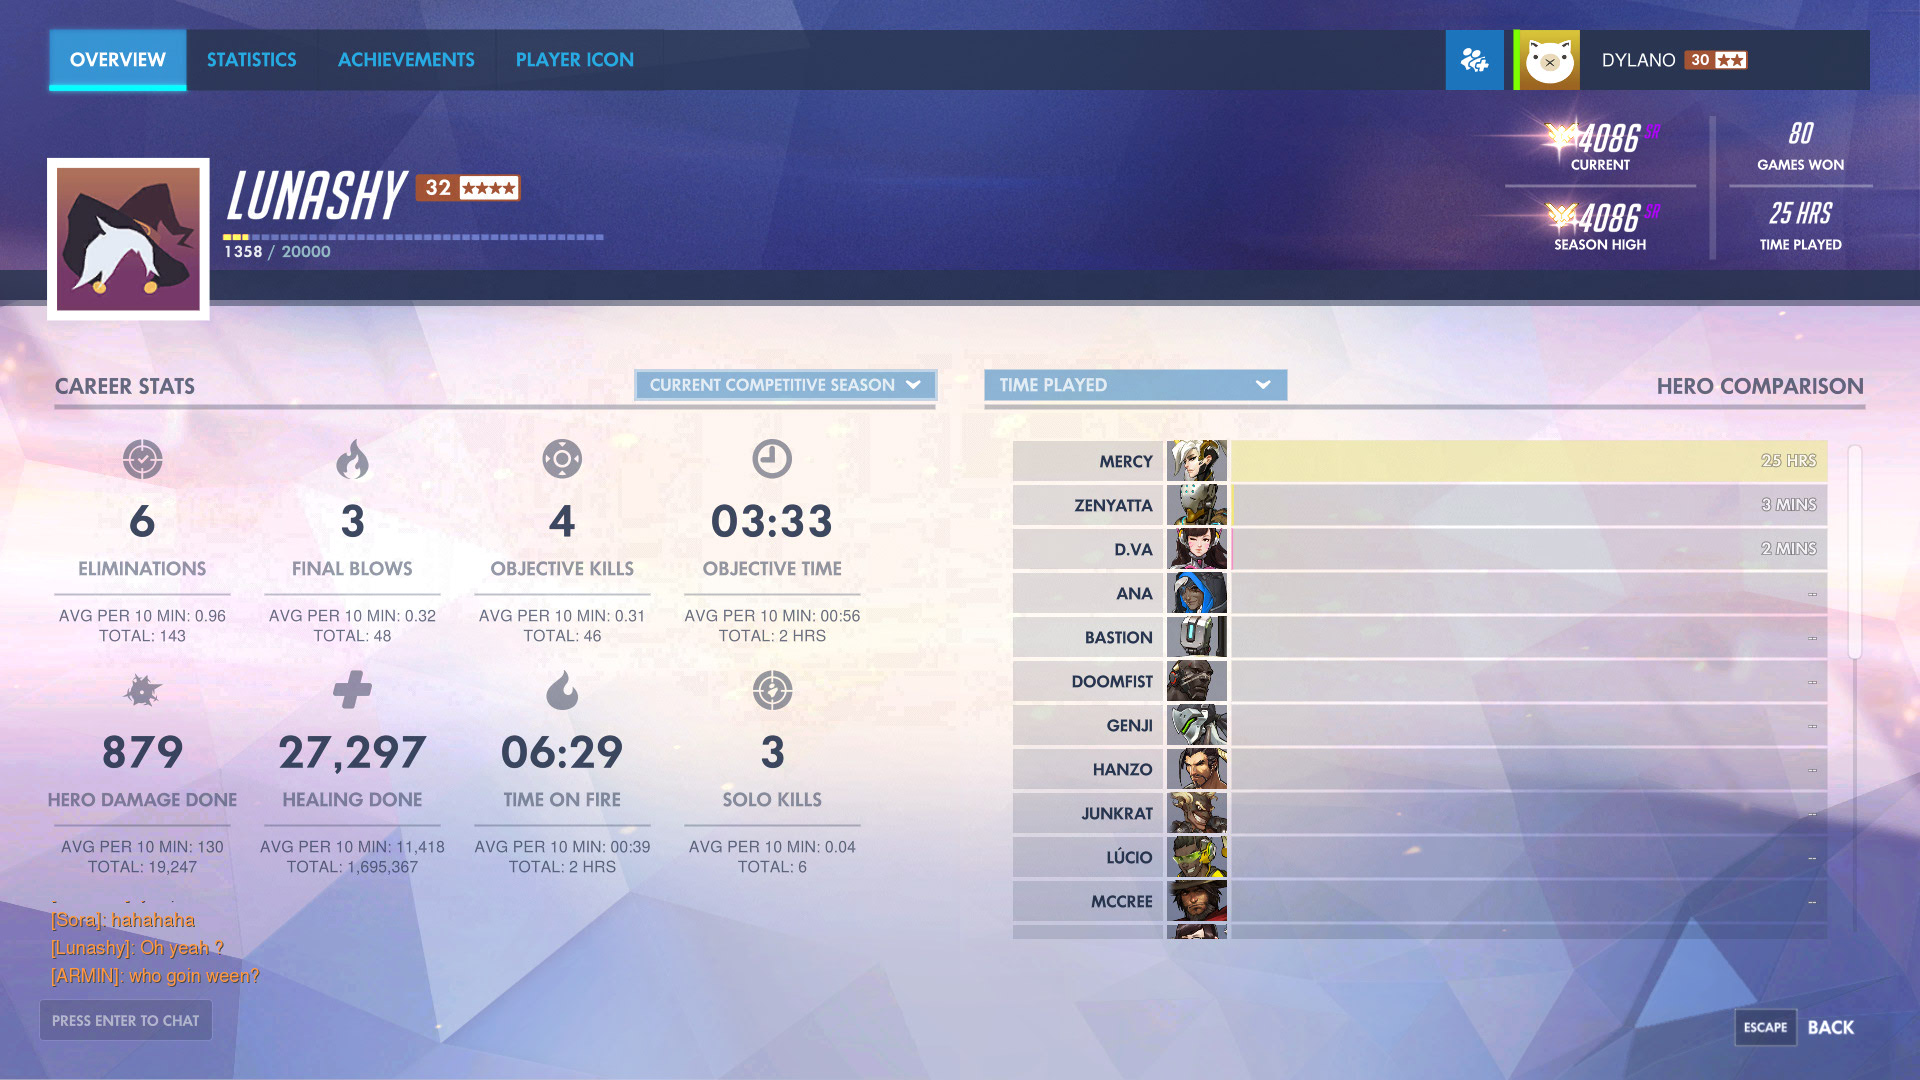 OVERVIEW STATISTICS ACHIEVEMENTS PLAYER ICON DYLANO 30
LUNASHY 32
1358 / 20000
4086 SR
CURRENT
80
GAMES WON
4086 SR
SEASON HIGH
25 HRS
TIME PLAYED
CAREER STATS CURRENT COMPETITIVE SEASON
6
ELIMINATIONS
AVG PER 10 MIN: 0.96
TOTAL: 143
3
FINAL BLOWS
AVG PER 10 MIN: 0.32
TOTAL: 48
4
OBJECTIVE KILLS
AVG PER 10 MIN: 0.31
TOTAL: 46
03:33
OBJECTIVE TIME
AVG PER 10 MIN: 00:56
TOTAL: 2 HRS
879
HERO DAMAGE DONE
AVG PER 10 MIN: 130
TOTAL: 19,247
27,297
HEALING DONE
AVG PER 10 MIN: 11,418
TOTAL: 1,695,367
06:29
TIME ON FIRE
AVG PER 10 MIN: 00:39
TOTAL: 2 HRS
3
SOLO KILLS
AVG PER 10 MIN: 0.04
TOTAL: 6
TIME PLAYED HERO COMPARISON
MERCY 25 HRS
ZENYATTA 3 MINS
D.VA 2 MINS
ANA --
BASTION --
DOOMFIST --
GENJI --
HANZO --
JUNKRAT --
LÚCIO --
MCCREE --
[Sora]: hahahaha
[Lunashy]: Oh yeah ?
[ARMIN]: who goin ween?
PRESS ENTER TO CHAT
ESCAPE BACK